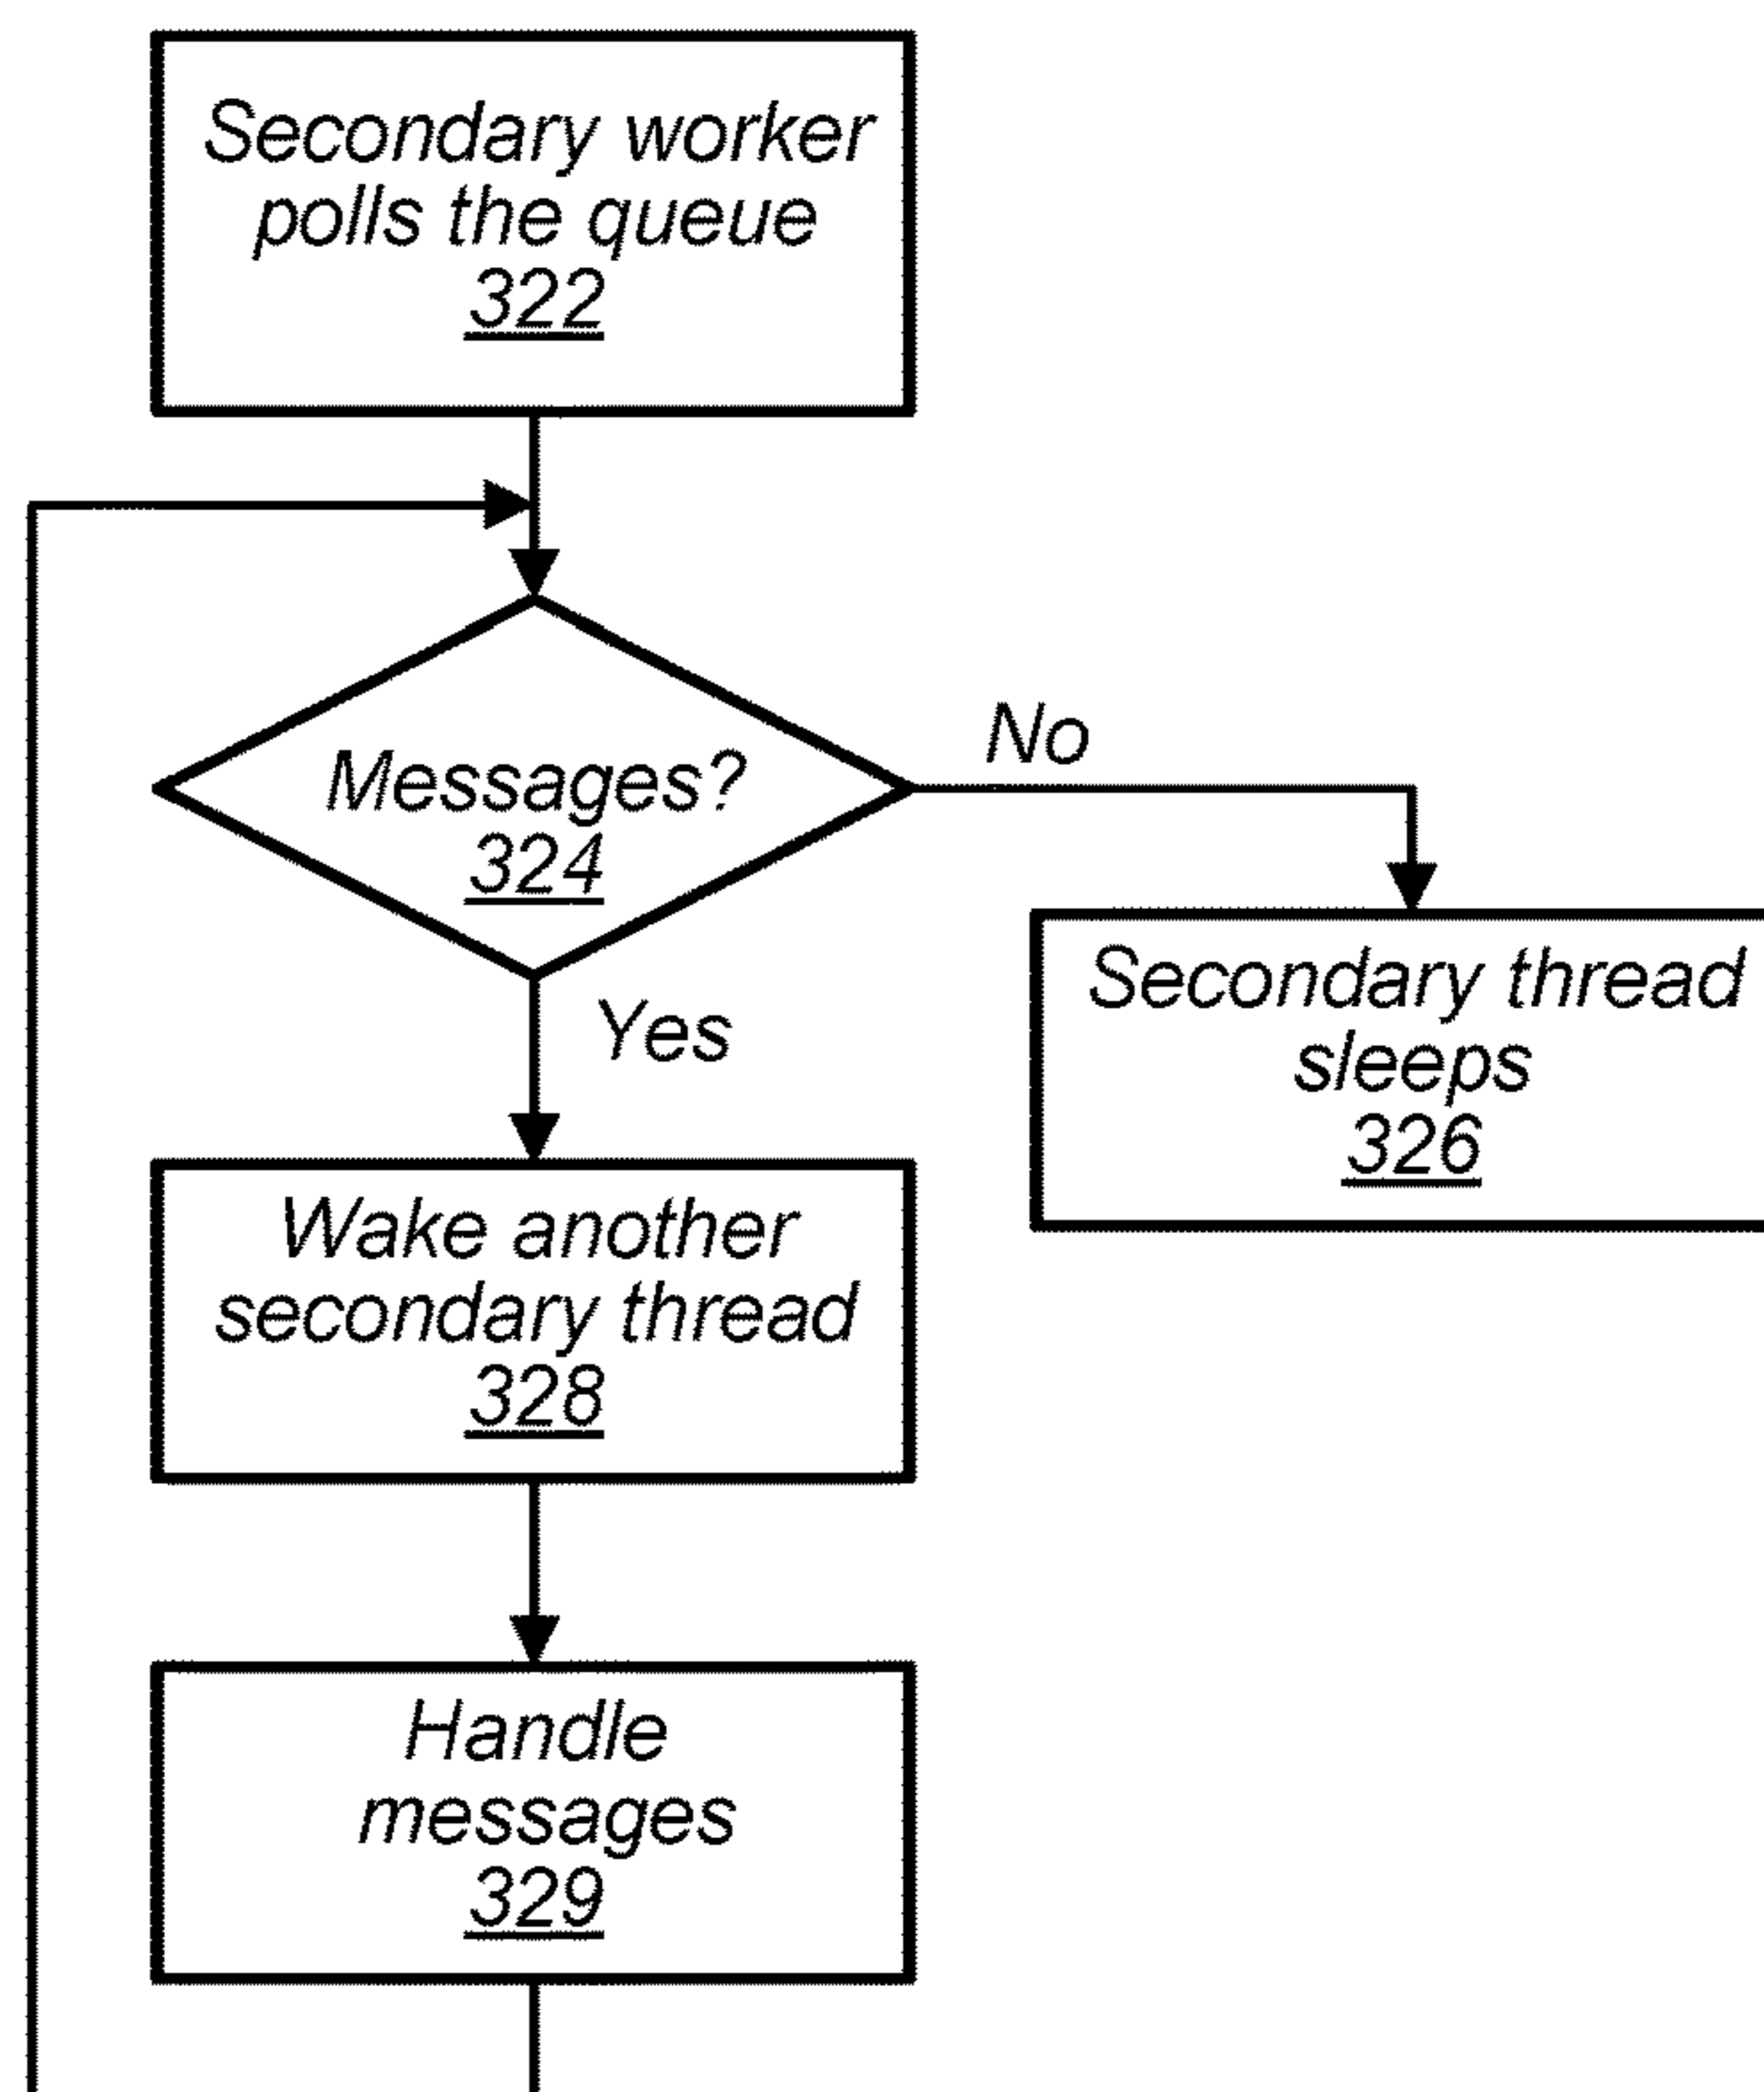 Secondary worker
polls the queue
322
Messages?
324
No
Yes
Secondary thread
sleeps
326
Wake another
secondary thread
328
Handle
messages
329